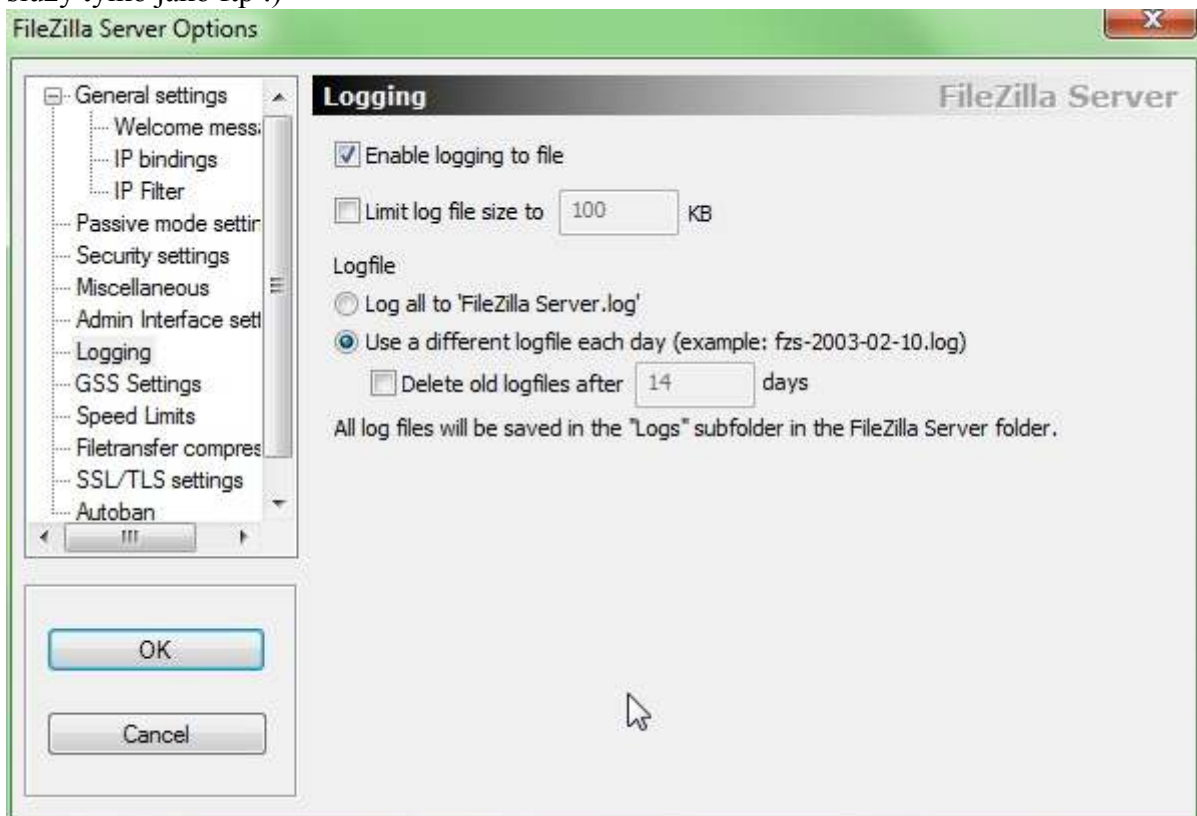 FileZilla Server Options
General settings
Welcome mess
IP bindings
IP Filter
Passive mode settin
Security settings
Miscellaneous
Admin Interface sett
Logging
GSS Settings
Speed Limits
Filetransfer compres
SSL/TLS settings
Autoban
OK
Cancel
Logging
FileZilla Server
Enable logging to file
Limit log file size to 100 KB
Logfile
Log all to 'FileZilla Server.log'
Use a different logfile each day (example: fzs-2003-02-10.log)
Delete old logfiles after 14 days
All log files will be saved in the "Logs" subfolder in the FileZilla Server folder.